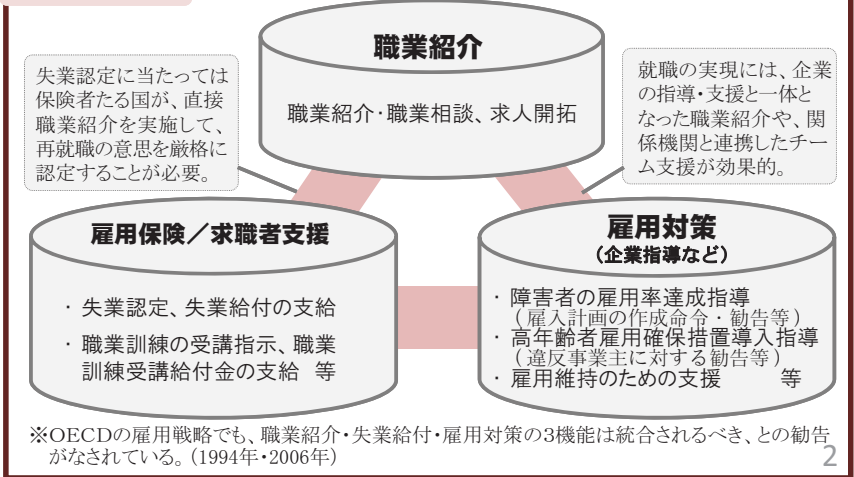 職業紹介
職業紹介・職業相談、求人開拓
失業認定に当たっては
保険者たる国が、直接
職業紹介を実施して、
再就職の意思を厳格に
認定することが必要。
就職の実現には、企業
の指導・支援と一体と
なった職業紹介や、関
係機関と連携したチー
ム支援が効果的。
雇用保険／求職者支援
・ 失業認定、失業給付の支給
・ 職業訓練の受講指示、職業
訓練受講給付金の支給 等
雇用対策
(企業指導など)
・ 障害者の雇用率達成指導
（雇入計画の作成命令・勧告等）
・ 高年齢者雇用確保措置導入指導
（違反事業主に対する勧告等）
・ 雇用維持のための支援 等
※OECDの雇用戦略でも、職業紹介・失業給付・雇用対策の3機能は統合されるべき、との勧告
がなされている。（1994年・2006年）
2